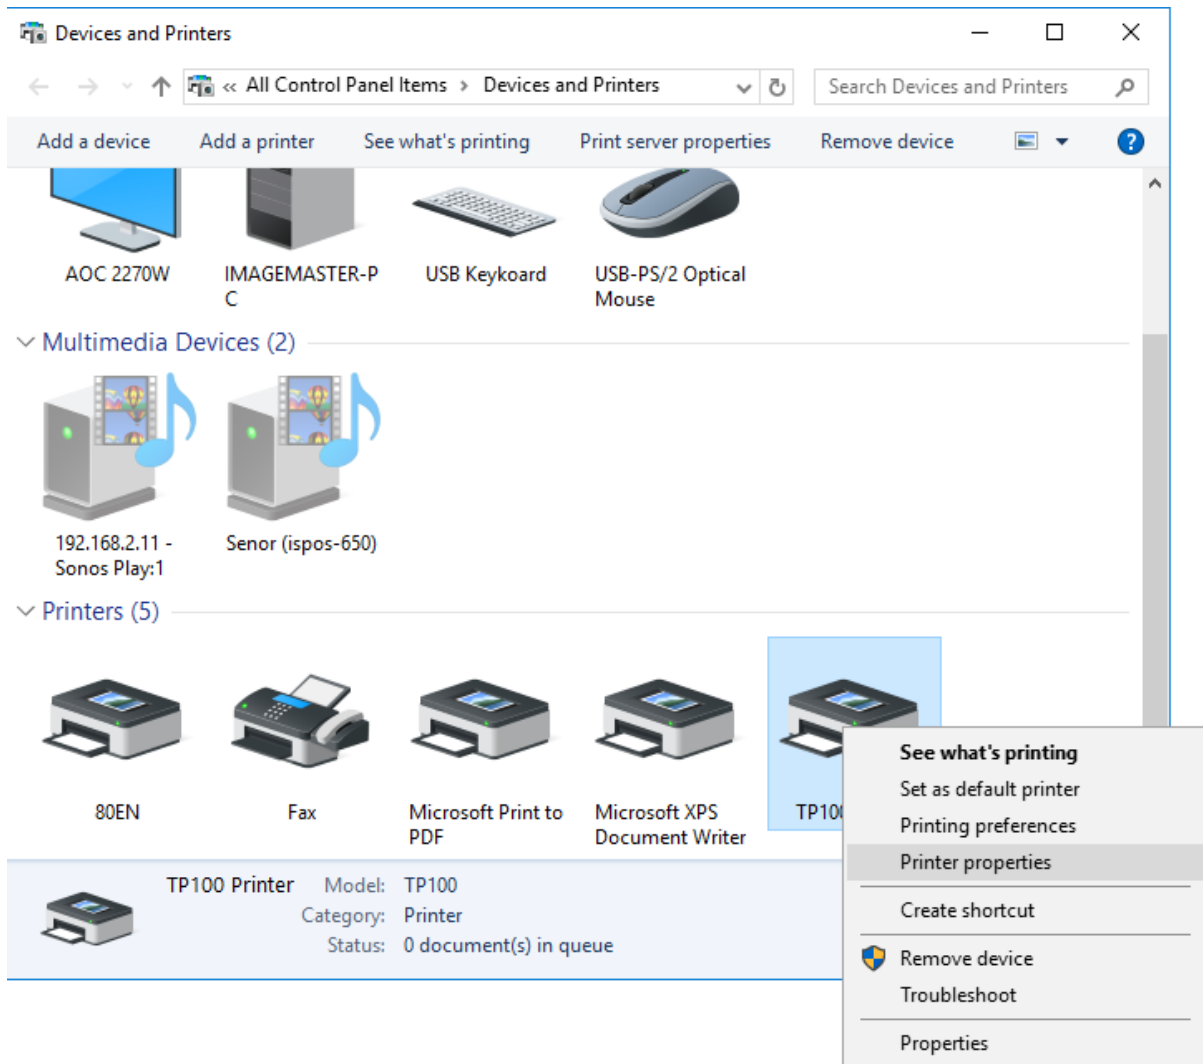 Devices and Printers
« All Control Panel Items > Devices and Printers
Search Devices and Printers
Add a device Add a printer See what's printing Print server properties Remove device ?
AOC 2270W IMAGEMASTER-P USB Keykoard USB-PS/2 Optical
C Mouse
Multimedia Devices (2)
192.168.2.11 - Senor (ispos-650)
Sonos Play:1
Printers (5)
80EN Fax Microsoft Print to Microsoft XPS TP100
PDF Document Writer
See what's printing
Set as default printer
Printing preferences
Printer properties
Create shortcut
Remove device
Troubleshoot
Properties
TP100 Printer Model: TP100
Category: Printer
Status: 0 document(s) in queue